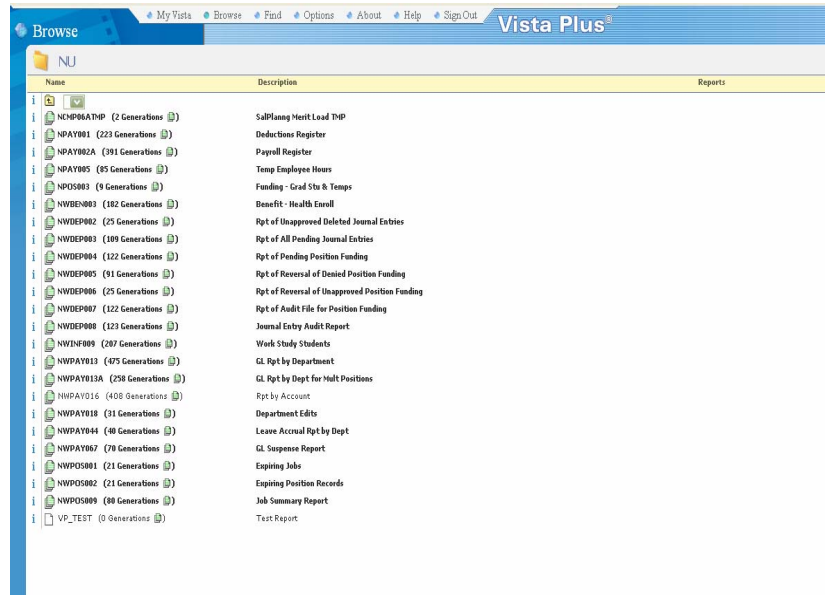 My Vista Browse Find Options About Help Sign Out
Vista Plus®
Browse
NU
Name Description Reports
NCMP06ATMP (2 Generations ) SalPlanng Merit Load TMP
NPAY001 (223 Generations ) Deductions Register
NPAY002A (391 Generations ) Payroll Register
NPAY005 (85 Generations ) Temp Employee Hours
NPOS003 (9 Generations ) Funding - Grad Stu & Temps
NWBEN003 (182 Generations ) Benefit - Health Enroll
NWDEP002 (25 Generations ) Rpt of Unapproved Deleted Journal Entries
NWDEP003 (109 Generations ) Rpt of All Pending Journal Entries
NWDEP004 (122 Generations ) Rpt of Pending Position Funding
NWDEP005 (91 Generations ) Rpt of Reversal of Denied Position Funding
NWDEP006 (25 Generations ) Rpt of Reversal of Unapproved Position Funding
NWDEP007 (122 Generations ) Rpt of Audit File for Position Funding
NWDEP008 (123 Generations ) Journal Entry Audit Report
NWINF009 (207 Generations ) Work Study Students
NWPAY013 (475 Generations ) GL Rpt by Department
NWPAY013A (258 Generations ) GL Rpt by Dept for Mult Positions
NWPAY016 (408 Generations ) Rpt by Account
NWPAY018 (31 Generations ) Department Edits
NWPAY044 (40 Generations ) Leave Accrual Rpt by Dept
NWPAY067 (70 Generations ) GL Suspense Report
NWPOS001 (21 Generations ) Expiring Jobs
NWPOS002 (21 Generations ) Expiring Position Records
NWPOS009 (80 Generations ) Job Summary Report
VP_TEST (0 Generations ) Test Report